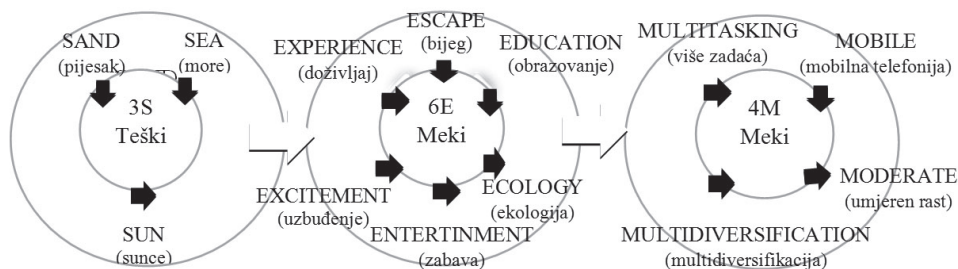 SAND
(pijesak)
SEA
(more)
3S
Teški
SUN
(sunce)
ESCAPE
(bijeg)
EXPERIENCE
(doživljaj)
EDUCATION
(obrazovanje)
6E
Meki
EXCITEMENT
(uzbuđenje)
ECOLOGY
(ekologija)
ENTERTINMENT
(zabava)
MULTITASKING
(više zadaća)
MOBILE
(mobilna telefonija)
4M
Meki
MODERATE
(umjeren rast)
MULTIDIVERSIFICATION
(multidiversifikacija)